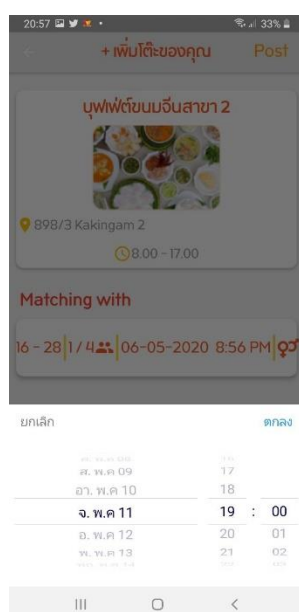 20:57 33%
+ เพิ่มโต๊ะของคุณ Post
บุฟเฟ่ต์ขนมจีนสาขา 2
898/3 Kakingam 2
8.00 - 17.00
Matching with
16 - 28 1 / 4 06-05-2020 8:56 PM
ยกเลิก ตกลง
ส. พ.ค 09 17
อา. พ.ค 10 18
จ. พ.ค 11 19 : 00
อ. พ.ค 12 20 01
พ. พ.ค 13 21 02